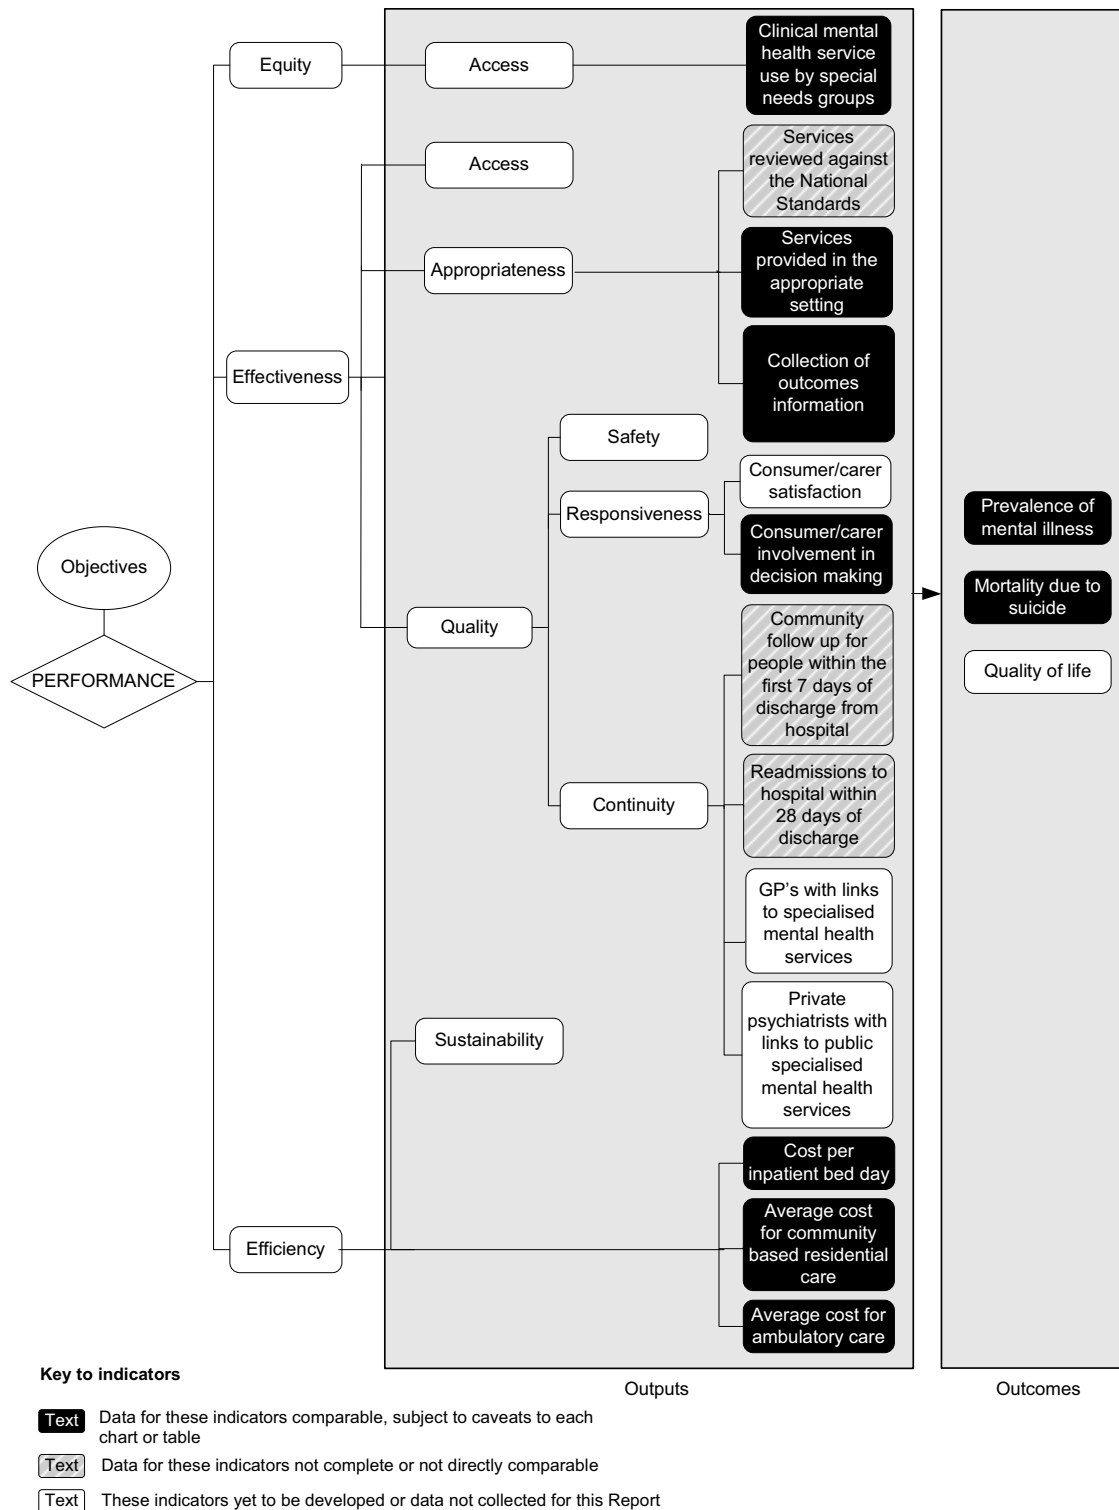 Equity
Access
Clinical mental
health service
use by special
needs groups
Access
Services
reviewed against
the National
Standards
Appropriateness
Services
provided in the
appropriate
setting
Effectiveness
Collection of
outcomes
information
Safety
Consumer/carer
satisfaction
Responsiveness
Consumer/carer
involvement in
decision making
Prevalence of
mental illness
Objectives
Mortality due to
suicide
Quality
Community
follow up for
people within the
first 7 days of
discharge from
hospital
Quality of life
PERFORMANCE
Continuity
Readmissions to
hospital within
28 days of
discharge
GP's with links
to specialised
mental health
services
Sustainability
Private
psychiatrists with
links to public
specialised
mental health
services
Cost per
inpatient bed day
Efficiency
Average cost
for community
based residential
care
Average cost for
ambulatory care
Key to indicators
Outputs
Outcomes
Text Data for these indicators comparable, subject to caveats to each
chart or table
Text Data for these indicators not complete or not directly comparable
Text These indicators yet to be developed or data not collected for this Report